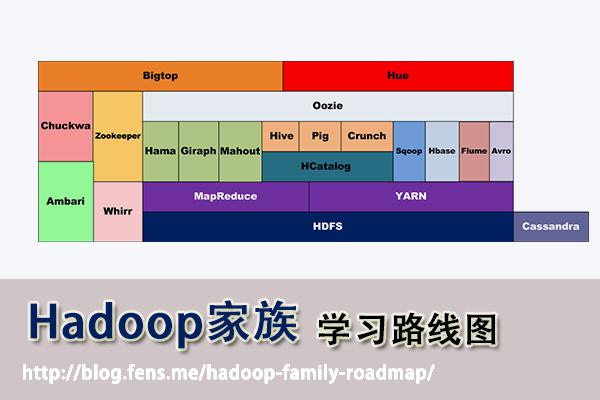 Bigtop Hue
Oozie
Chuckwa Zookeeper
Hama Giraph Mahout Hive Pig Crunch Sqoop Hbase Flume Avro
HCatalog
Ambari Whirr MapReduce YARN
HDFS Cassandra
Hadoop家族 学习路线图
http://blog.fens.me/hadoop-family-roadmap/